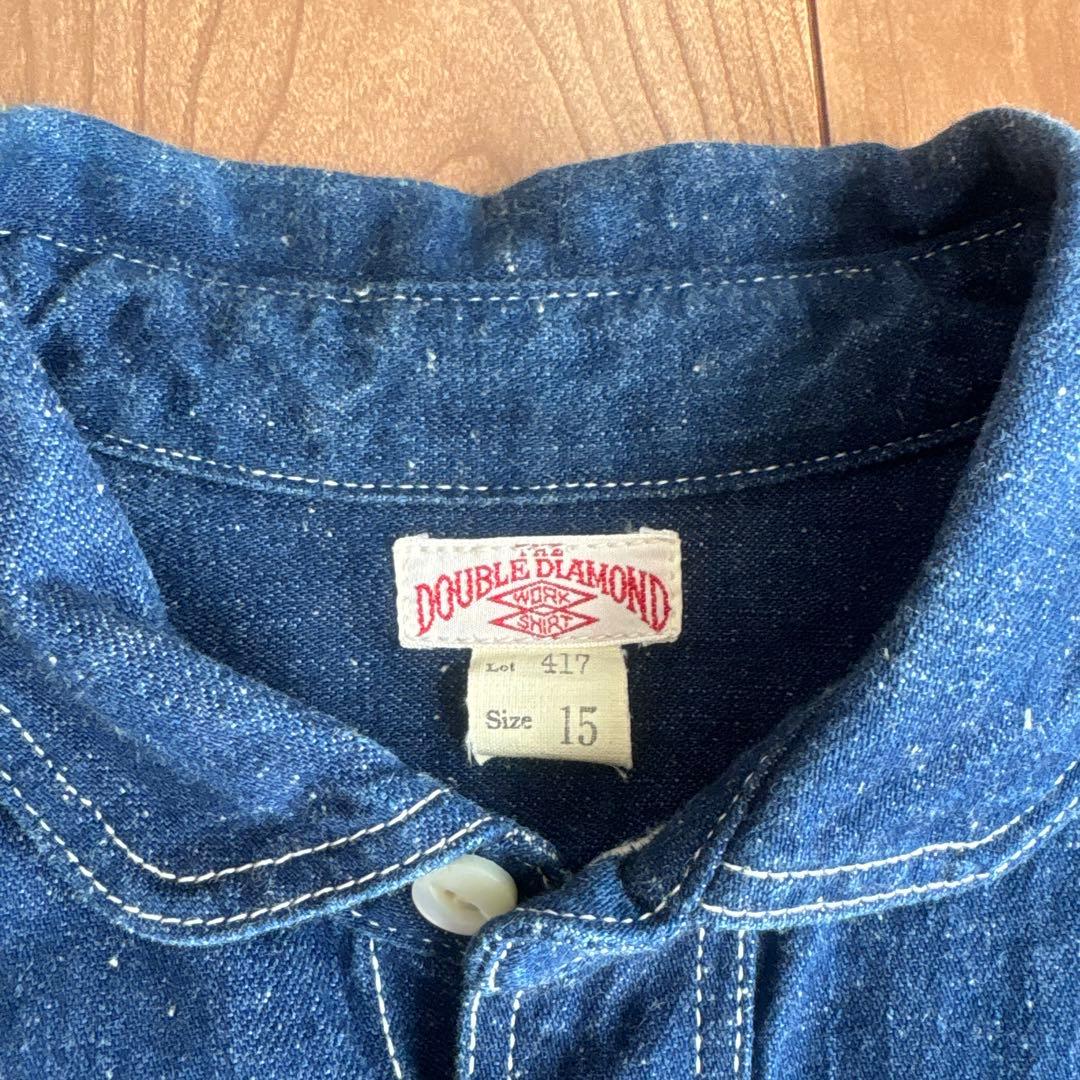 THE
DOUBLE DIAMOND
WORK
SHIRT
Lot 417
Size 15